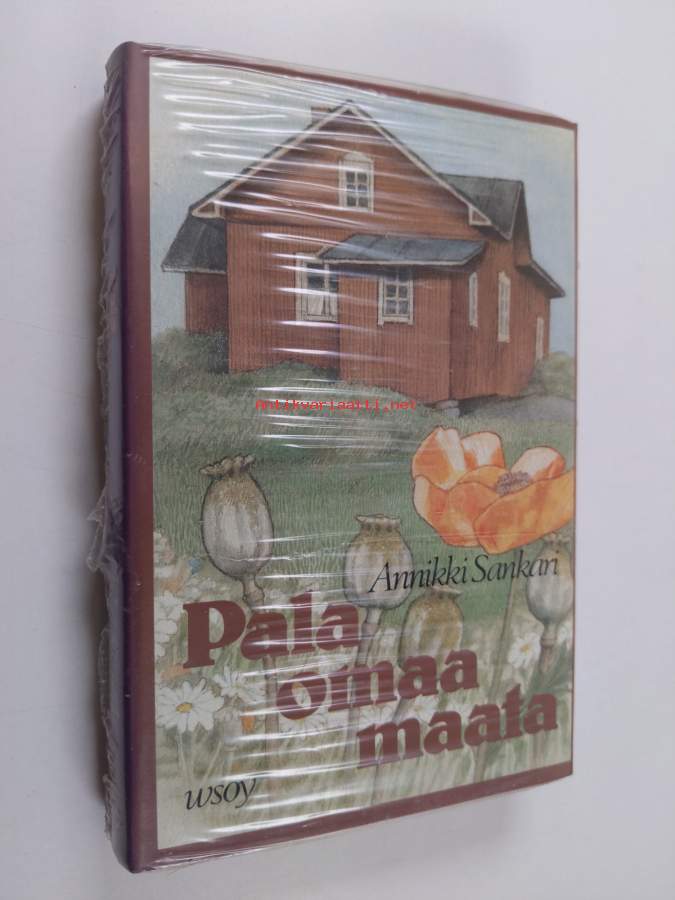 antikvariaatti.net
Annikki Sankari
Pala
omaa
maata
wsoy